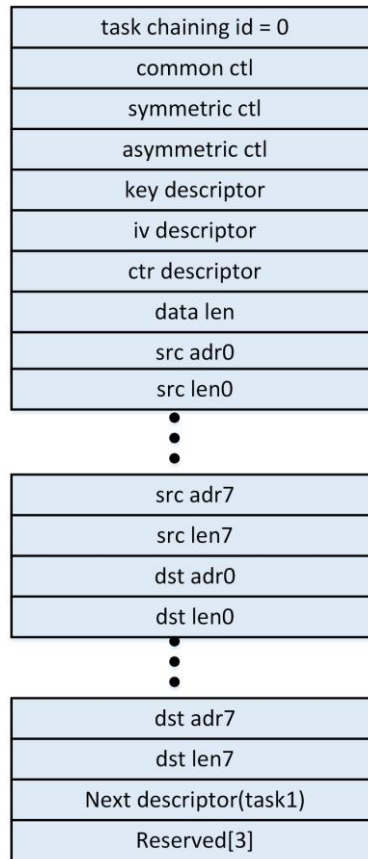 task chaining id = 0
common ctl
symmetric ctl
asymmetric ctl
key descriptor
iv descriptor
ctr descriptor
data len
src adr0
src len0
src adr7
src len7
dst adr0
dst len0
dst adr7
dst len7
Next descriptor(task1)
Reserved[3]